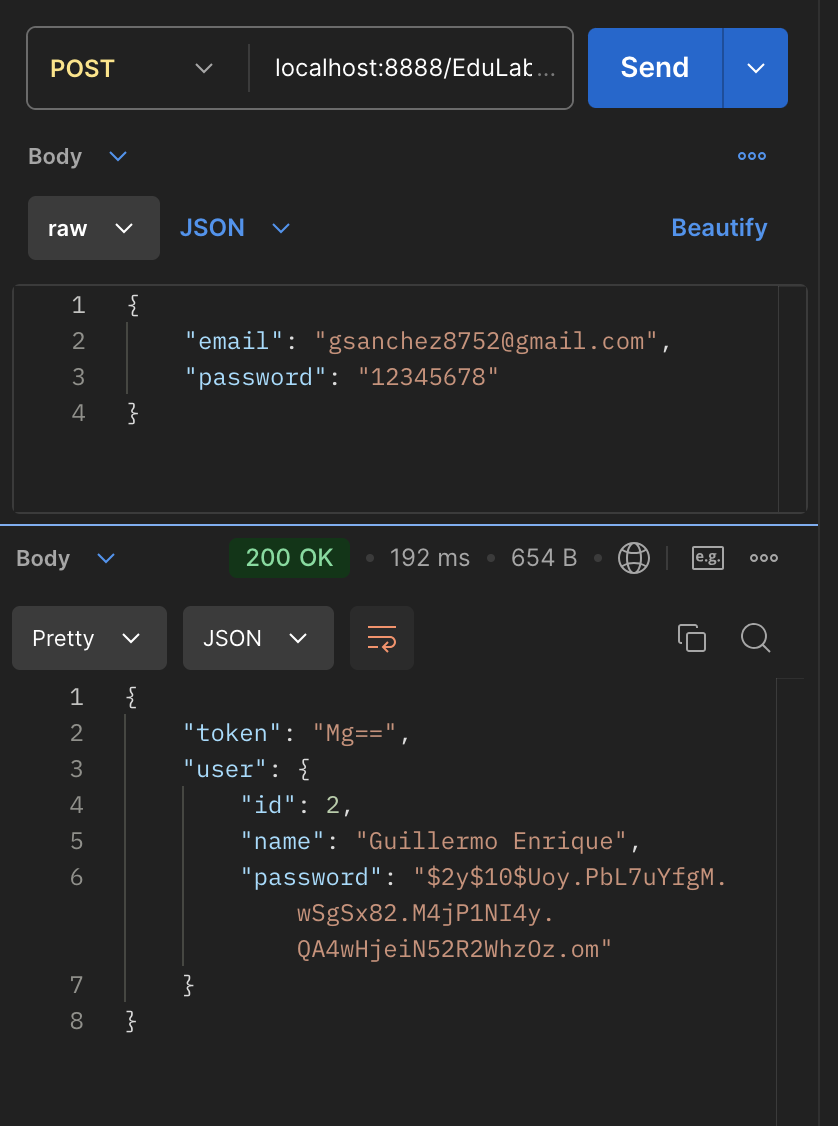 POST localhost:8888/EduLab... Send
Body
raw JSON Beautify
1 {
2 "email": "gsanchez8752@gmail.com",
3 "password": "12345678"
4 }
Body 200 OK • 192 ms • 654 B • e.g.
Pretty JSON
1 {
2 "token": "Mg==",
3 "user": {
4 "id": 2,
5 "name": "Guillermo Enrique",
6 "password": "$2y$10$Uoy.PbL7uYfgM.
wSgSx82.M4jP1NI4y.
QA4wHjeiN52R2WhzOz.om"
7 }
8 }